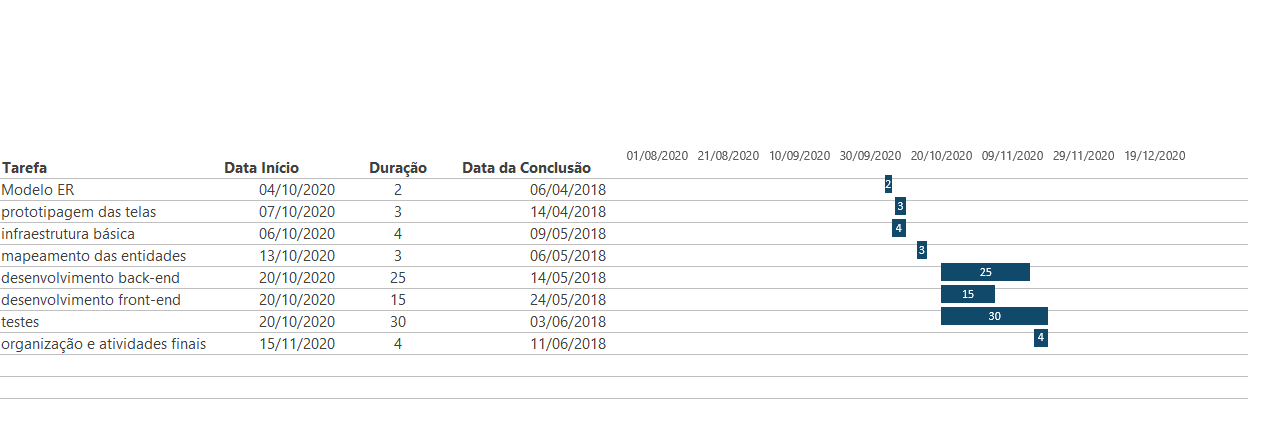 01/08/2020 21/08/2020 10/09/2020 30/09/2020 20/10/2020 09/11/2020 29/11/2020 19/12/2020
Tarefa Data Início Duração Data da Conclusão
Modelo ER 04/10/2020 2 06/04/2018 2
prototipagem das telas 07/10/2020 3 14/04/2018 3
infraestrutura básica 06/10/2020 4 09/05/2018 4
mapeamento das entidades 13/10/2020 3 06/05/2018 3
desenvolvimento back-end 20/10/2020 25 14/05/2018 25
desenvolvimento front-end 20/10/2020 15 24/05/2018 15
testes 20/10/2020 30 03/06/2018 30
organização e atividades finais 15/11/2020 4 11/06/2018 4